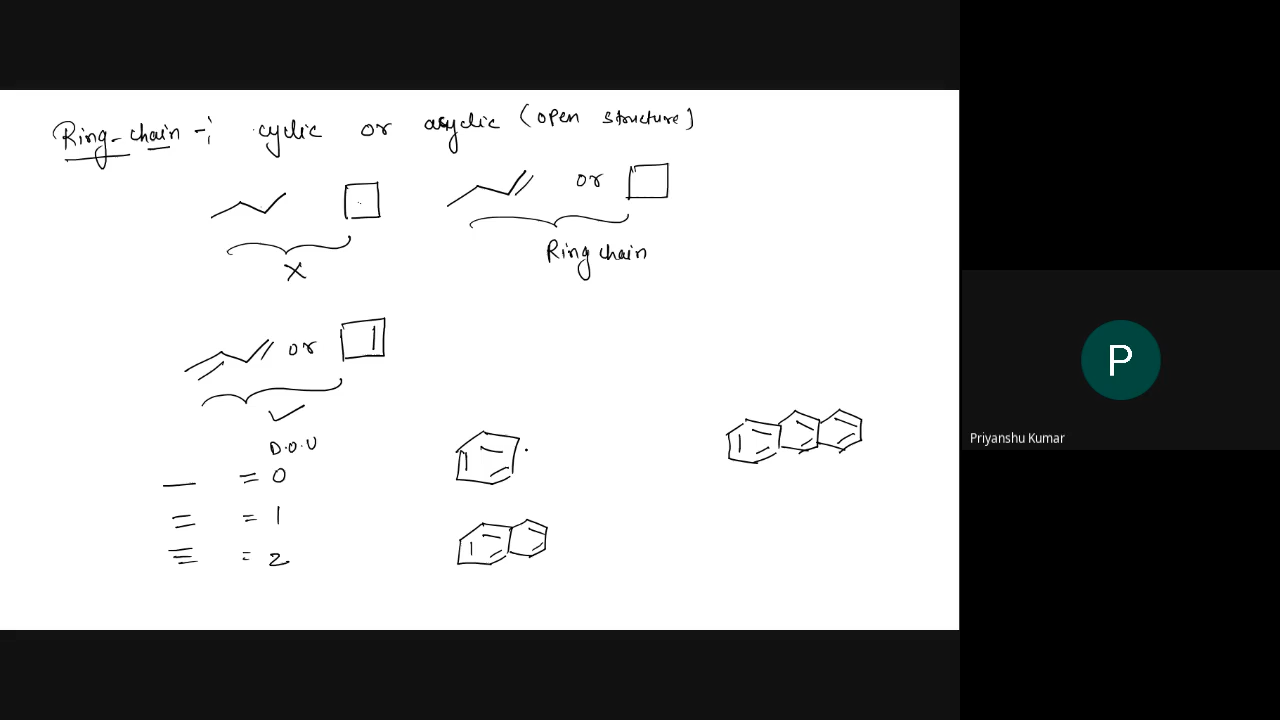 Ring-chain -: cyclic or acyclic (open structure)
or
X
Ring chain
or
D.O.U
= 0
= 1
= 2
P
Priyanshu Kumar